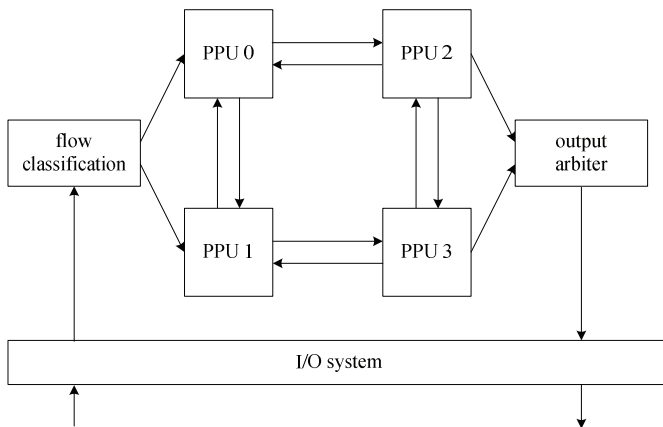 PPU 0
PPU 2
flow
classification
output
arbiter
PPU 1
PPU 3
I/O system